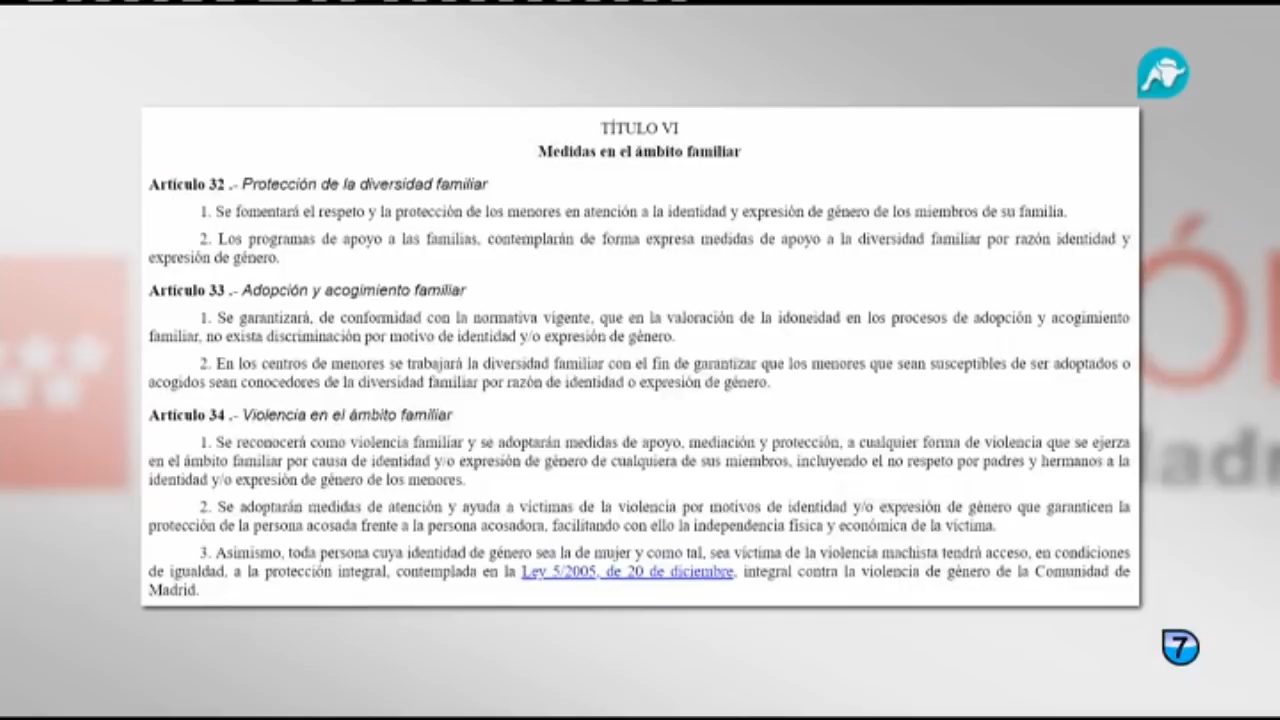 TÍTULO VI
Medidas en el ámbito familiar
Artículo 32 .- Protección de la diversidad familiar
1. Se fomentará el respeto y la protección de los menores en atención a la identidad y expresión de género de los miembros de su familia.
2. Los programas de apoyo a las familias, contemplarán de forma expresa medidas de apoyo a la diversidad familiar por razón identidad y
expresión de género.
Artículo 33 .- Adopción y acogimiento familiar
1. Se garantizará, de conformidad con la normativa vigente, que en la valoración de la idoneidad en los procesos de adopción y acogimiento
familiar, no exista discriminación por motivo de identidad y/o expresión de género.
2. En los centros de menores se trabajará la diversidad familiar con el fin de garantizar que los menores que sean susceptibles de ser adoptados o
acogidos sean conocedores de la diversidad familiar por razón de identidad o expresión de género.
Artículo 34 .- Violencia en el ámbito familiar
1. Se reconocerá como violencia familiar y se adoptarán medidas de apoyo, mediación y protección, a cualquier forma de violencia que se ejerza
en el ámbito familiar por causa de identidad y/o expresión de género de cualquiera de sus miembros, incluyendo el no respeto por padres y hermanos a la
identidad y/o expresión de género de los menores.
2. Se adoptarán medidas de atención y ayuda a víctimas de la violencia por motivos de identidad y/o expresión de género que garanticen la
protección de la persona acosada frente a la persona acosadora, facilitando con ello la independencia física y económica de la víctima.
3. Asimismo, toda persona cuya identidad de género sea la de mujer y como tal, sea víctima de la violencia machista tendrá acceso, en condiciones
de igualdad, a la protección integral, contemplada en la Ley 5/2005, de 20 de diciembre, integral contra la violencia de género de la Comunidad de
Madrid.
7